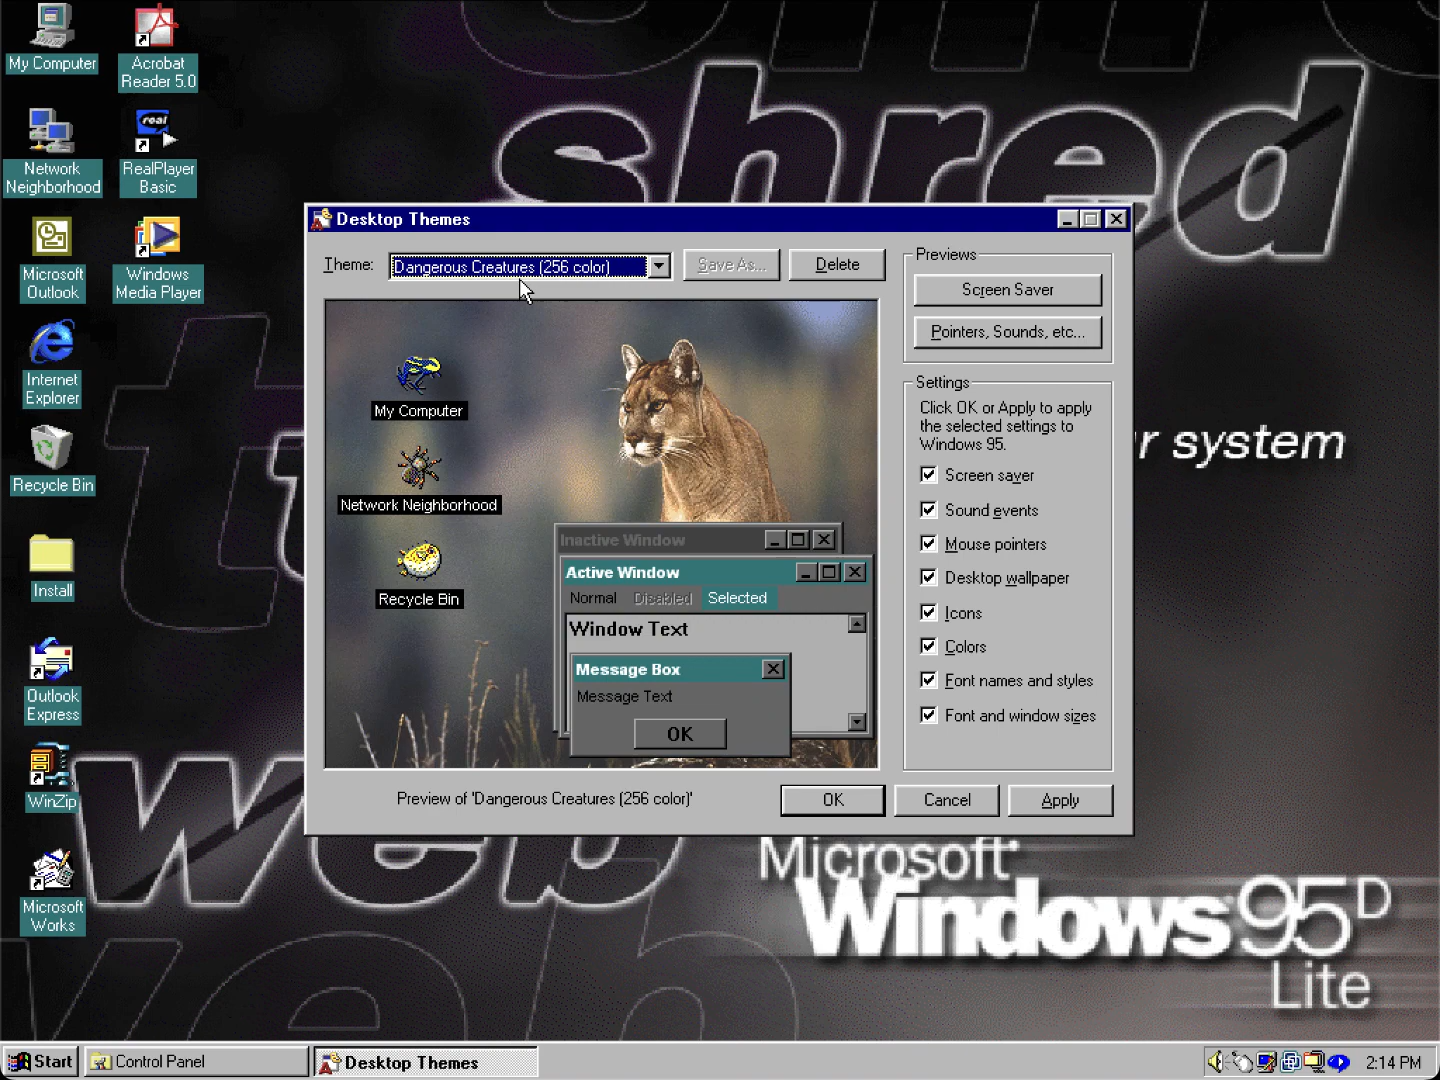 My Computer
Acrobat
Reader 5.0
Network
Neighborhood
real
RealPlayer
Basic
Microsoft
Outlook
Windows
Media Player
Internet
Explorer
Recycle Bin
Install
Outlook
Express
WinZip
Microsoft
Works
shred
r system
web
Microsoft
Windows 95 D
Lite
Desktop Themes
Theme:
Dangerous Creatures (256 color)
Save As...
Delete
Previews
Screen Saver
Pointers, Sounds, etc...
Settings
Click OK or Apply to apply
the selected settings to
Windows 95.
Screen saver
Sound events
Mouse pointers
Desktop wallpaper
Icons
Colors
Font names and styles
Font and window sizes
My Computer
Network Neighborhood
Recycle Bin
Inactive Window
Active Window
Normal Disabled Selected
Window Text
Message Box
Message Text
OK
Preview of 'Dangerous Creatures (256 color)'
OK
Cancel
Apply
Start
Control Panel
Desktop Themes
2:14 PM